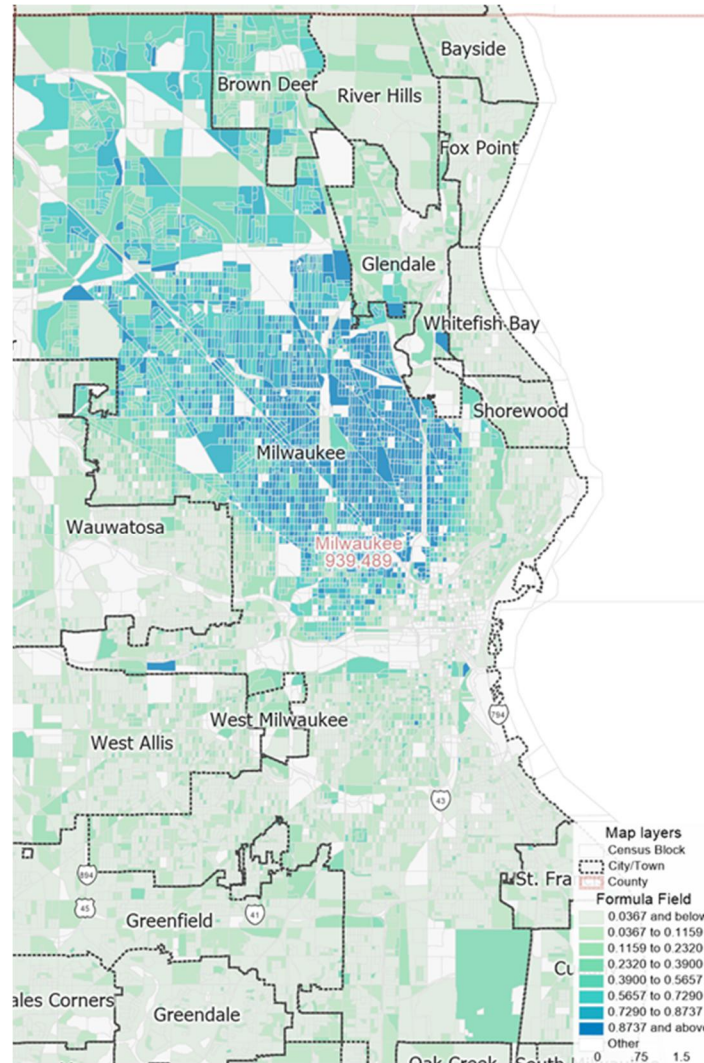 Bayside
Brown Deer
River Hills
Fox Point
Glendale
Whitefish Bay
Shorewood
Milwaukee
Wauwatosa
Milwaukee
939,489
West Milwaukee
794
West Allis
43
894
45
41
Greenfield
ales Corners
Greendale
St. Fra
Cu
Oak Creek
South Mil
Map layers
Census Block
City/Town
County
Formula Field
0.0367 and below
0.0367 to 0.1159
0.1159 to 0.2320
0.2320 to 0.3900
0.3900 to 0.5657
0.5657 to 0.7290
0.7290 to 0.8737
0.8737 and above
Other
0 .75 1.5